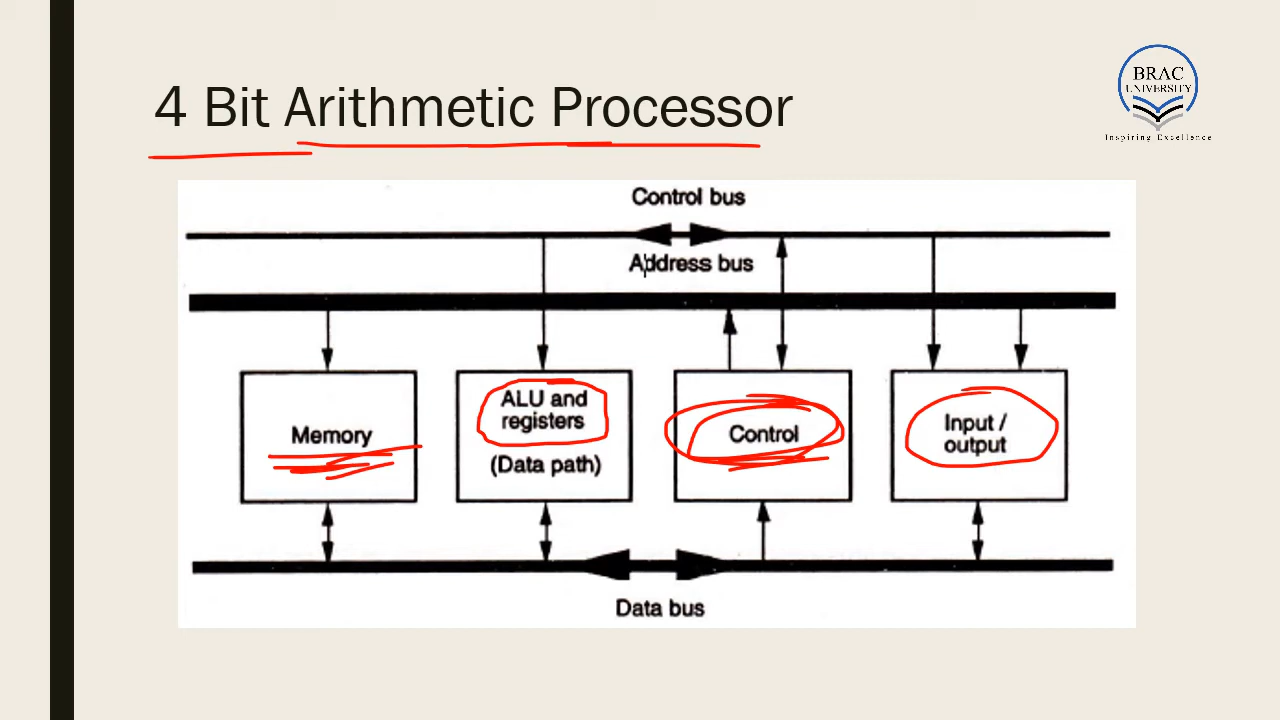 4 Bit Arithmetic Processor
BRAC
UNIVERSITY
Inspiring Excellence
Control bus
Address bus
Memory
ALU and
registers
(Data path)
Control
Input /
output
Data bus